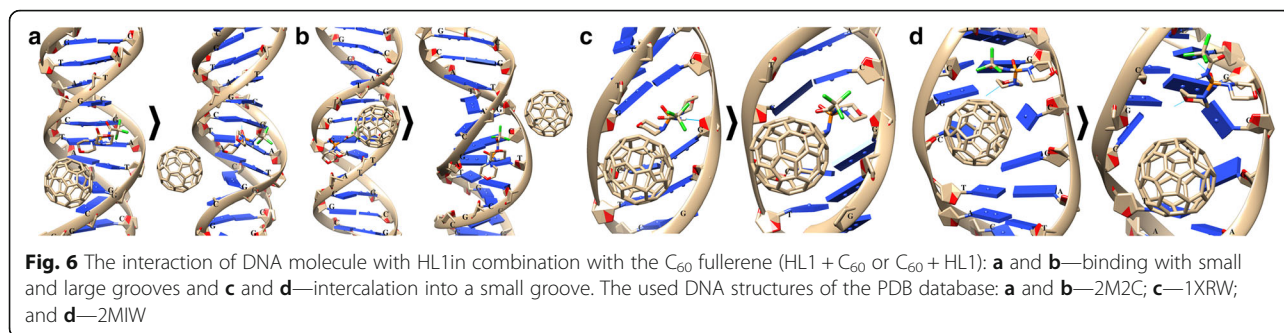 a b c d
Fig. 6 The interaction of DNA molecule with HL1in combination with the C60 fullerene (HL1 + C60 or C60 + HL1): a and b—binding with small
and large grooves and c and d—intercalation into a small groove. The used DNA structures of the PDB database: a and b—2M2C; c—1XRW;
and d—2MIW